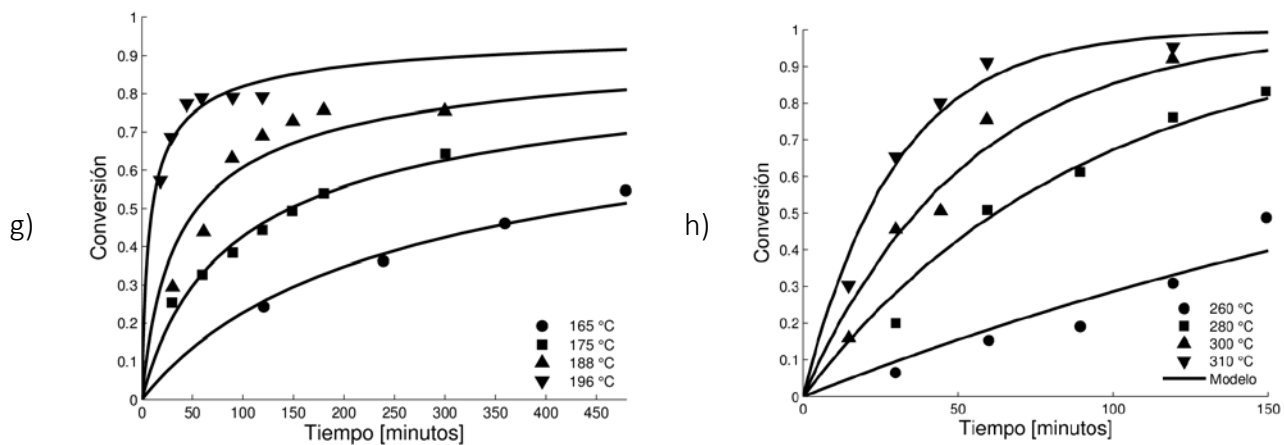 g)
Conversión
1
0.9
0.8
0.7
0.6
0.5
0.4
0.3
0.2
0.1
0
0 50 100 150 200 250 300 350 400 450
Tiempo [minutos]
165 °C
175 °C
188 °C
196 °C
h)
Conversión
1
0.9
0.8
0.7
0.6
0.5
0.4
0.3
0.2
0.1
0
0 50 100 150
Tiempo [minutos]
260 °C
280 °C
300 °C
310 °C
Modelo